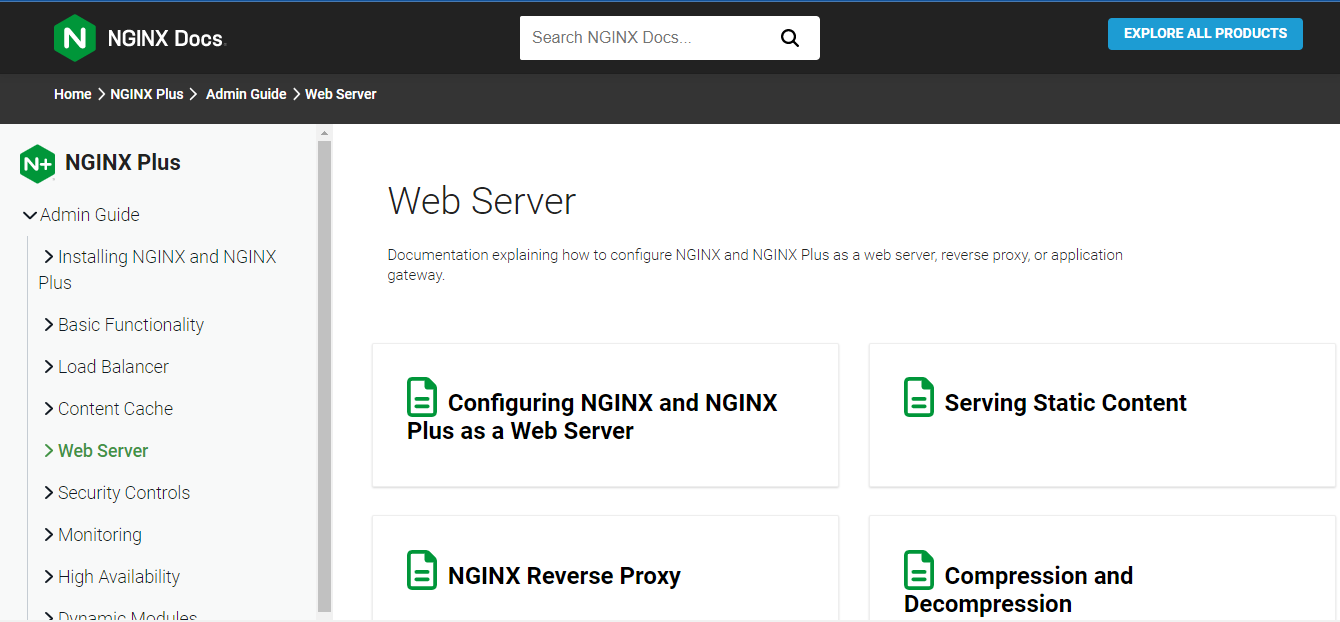 NGINX Docs
Search NGINX Docs...
EXPLORE ALL PRODUCTS
Home > NGINX Plus > Admin Guide > Web Server
N+ NGINX Plus
Admin Guide
Installing NGINX and NGINX
Plus
Basic Functionality
Load Balancer
Content Cache
Web Server
Security Controls
Monitoring
High Availability
Dynamic Modules
Web Server
Documentation explaining how to configure NGINX and NGINX Plus as a web server, reverse proxy, or application
gateway.
Configuring NGINX and NGINX
Plus as a Web Server
Serving Static Content
NGINX Reverse Proxy
Compression and
Decompression